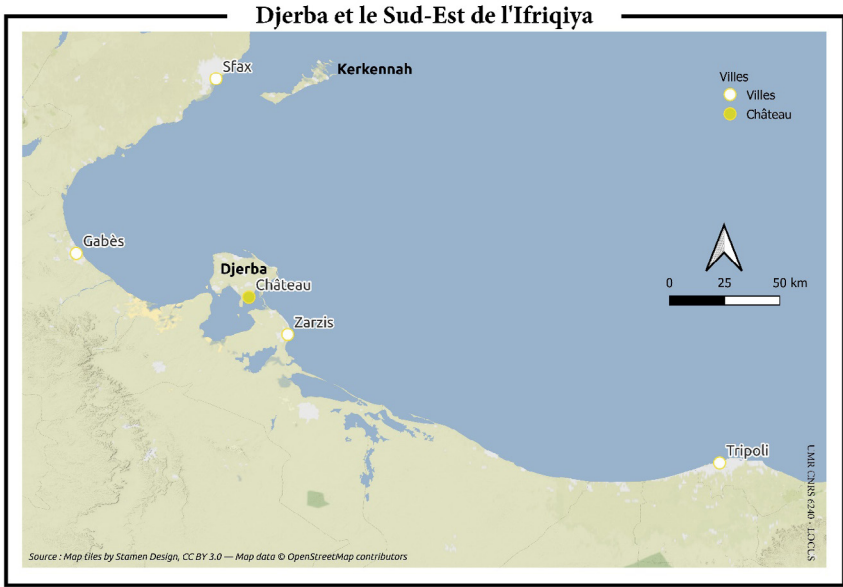 Djerba et le Sud-Est de l'Ifriqiya
Sfax
Kerkennah
Villes
Villes
Château
Gabès
Djerba
Château
0 25 50 km
Zarzis
Tripoli
UMR CNRS 6240 - LOCUS
Source : Map tiles by Stamen Design, CC BY 3.0 — Map data © OpenStreetMap contributors